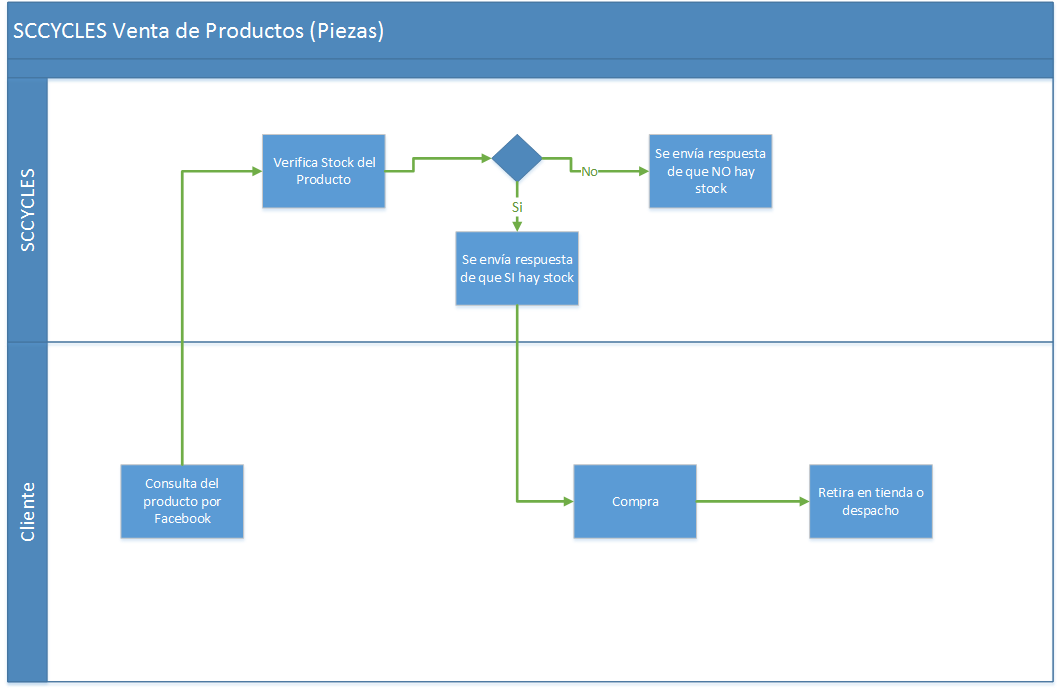 SCCYCLES Venta de Productos (Piezas)
SCCYCLES
Verifica Stock del
Producto
No
Se envía respuesta
de que NO hay
stock
Si
Se envía respuesta
de que SI hay stock
Cliente
Consulta del
producto por
Facebook
Compra
Retira en tienda o
despacho